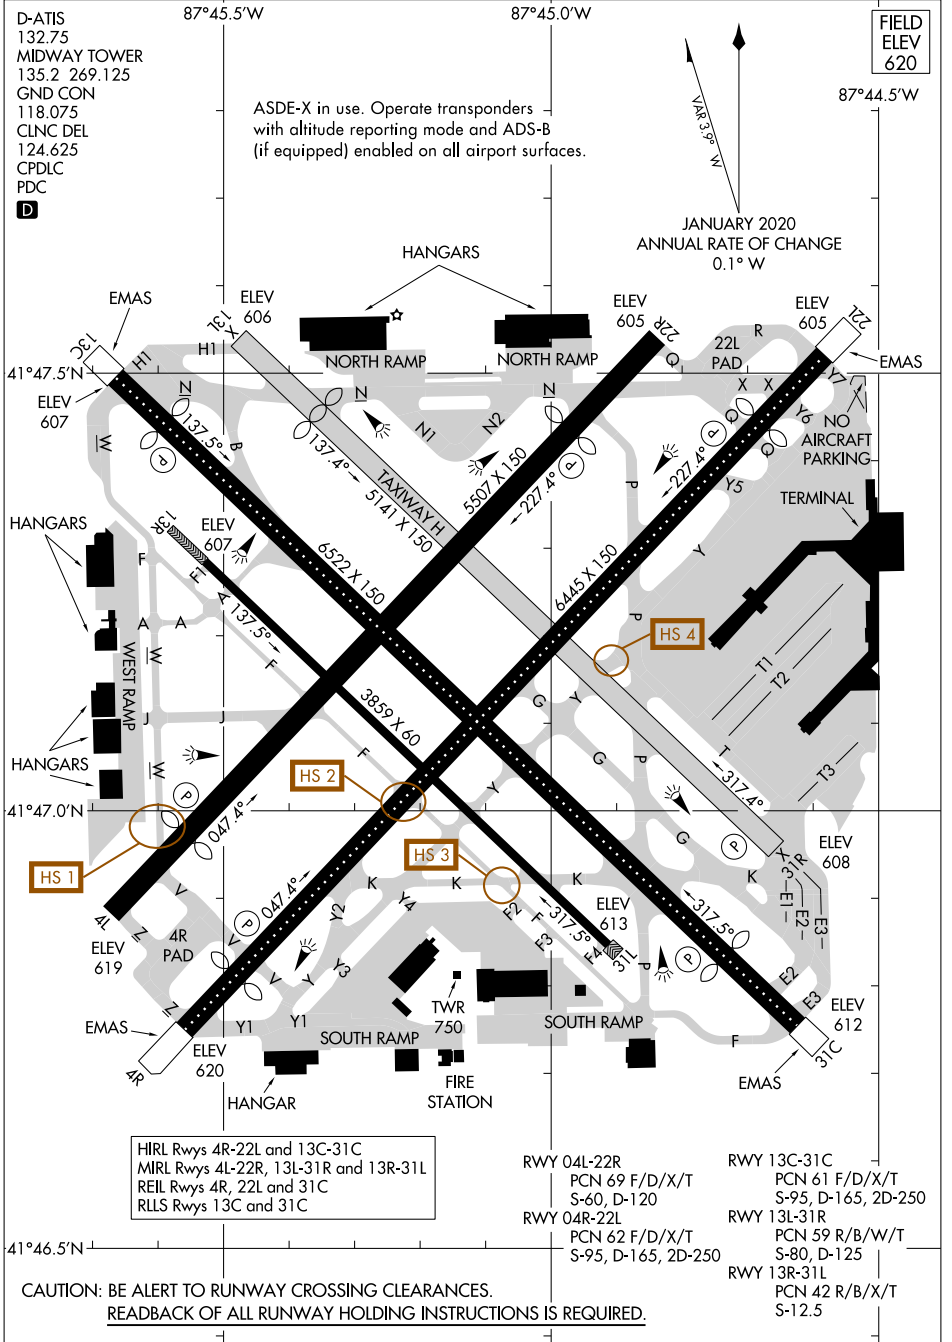 D-ATIS
132.75
MIDWAY TOWER
135.2 269.125
GND CON
118.075
CLNC DEL
124.625
CPDLC
PDC
D
87°45.5'W
87°45.0'W
FIELD
ELEV
620
87°44.5'W
ASDE-X in use. Operate transponders
with altitude reporting mode and ADS-B
(if equipped) enabled on all airport surfaces.
VAR 3.9° W
JANUARY 2020
ANNUAL RATE OF CHANGE
0.1° W
HANGARS
EMAS
ELEV
606
ELEV
605
ELEV
605
22L
13C
13L
X
22R
R
22L
PAD
EMAS
H1
H1
NORTH RAMP
NORTH RAMP
Q
Y7
41°47.5'N
ELEV
607
N
N
N
X X
W
137.5°
B
137.4°
N1
N2
5507 X 150
227.4°
227.4°
Q
Q
Y6
NO
AIRCRAFT
PARKING
P
P
P
TAXIWAY H
5141 X 150
P
Y5
TERMINAL
HANGARS
13R
ELEV
607
F
F1
6522 X 150
6445 X 150
Y
A
A
A
137.5°
F
W
WEST RAMP
P
HS 4
T1
T2
J
J
3859 X 60
G
Y
HANGARS
W
F
G
P
T
T3
HS 2
317.4°
41°47.0'N
P
047.4°
Y
G
P
HS 1
HS 3
X
31R
ELEV
608
K
K
K
K
E1
E2
E3
4L
Z
V
P
047.4°
Y2
Y4
F2
F
F3
317.5°
ELEV
613
317.5°
ELEV
619
4R
PAD
V
V
Y
Y3
F4
31L
P
P
E2
E3
ELEV
612
Z
EMAS
Y1
Y1
TWR
750
SOUTH RAMP
SOUTH RAMP
F
4R
ELEV
620
31C
HANGAR
FIRE
STATION
EMAS
HIRL Rwys 4R-22L and 13C-31C
MIRL Rwys 4L-22R, 13L-31R and 13R-31L
REIL Rwys 4R, 22L and 31C
RLLS Rwys 13C and 31C
RWY 04L-22R
PCN 69 F/D/X/T
S-60, D-120
RWY 04R-22L
PCN 62 F/D/X/T
S-95, D-165, 2D-250
RWY 13C-31C
PCN 61 F/D/X/T
S-95, D-165, 2D-250
RWY 13L-31R
PCN 59 R/B/W/T
S-80, D-125
RWY 13R-31L
PCN 42 R/B/X/T
S-12.5
41°46.5'N
CAUTION: BE ALERT TO RUNWAY CROSSING CLEARANCES.
READBACK OF ALL RUNWAY HOLDING INSTRUCTIONS IS REQUIRED.